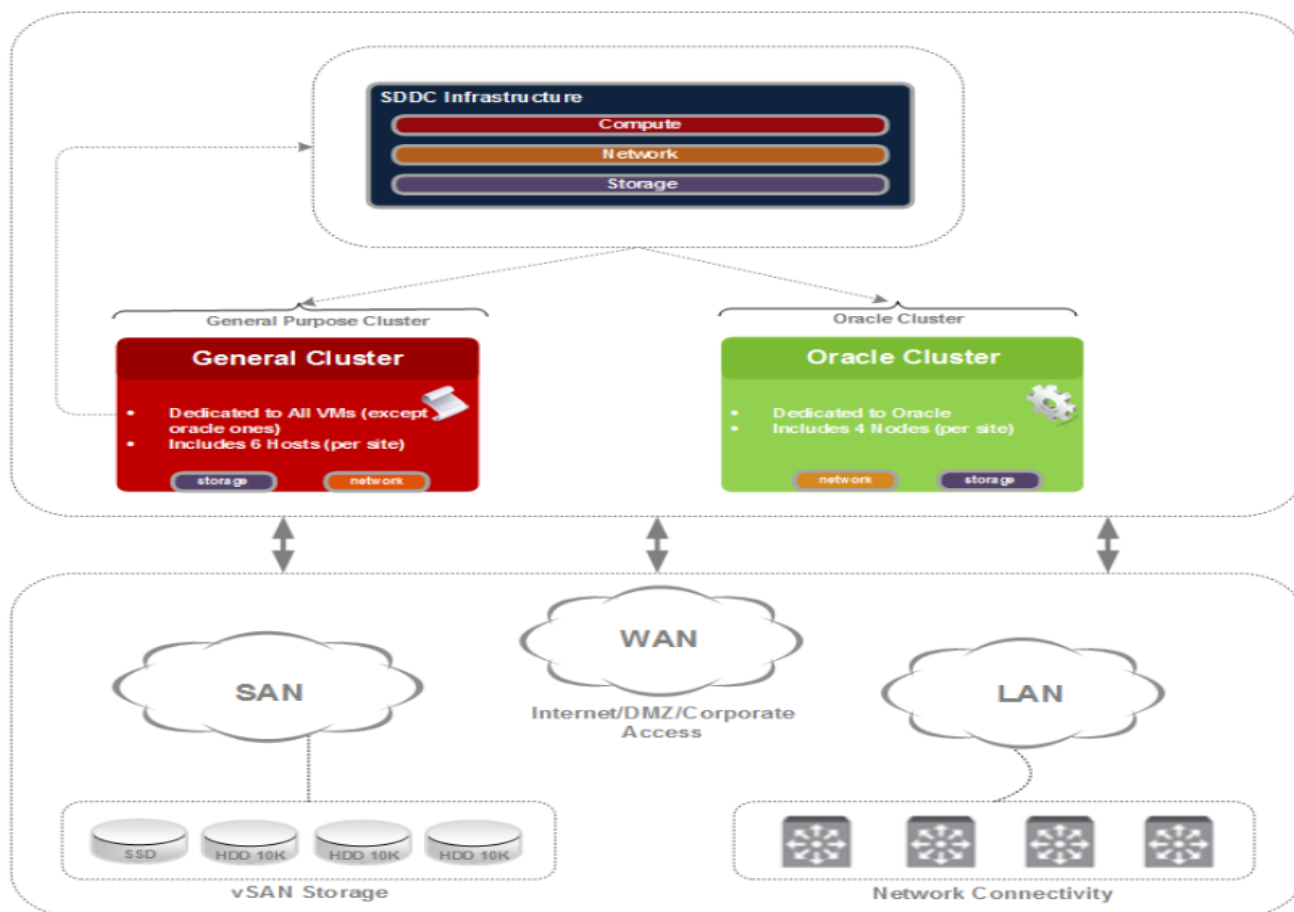 SDDC Infrastructure
Compute
Network
Storage
General Purpose Cluster
General Cluster
• Dedicated to All VMs (except
oracle ones)
• Includes 6 Hosts (per site)
storage
network
Oracle Cluster
Oracle Cluster
• Dedicated to Oracle
• Includes 4 Nodes (per site)
network
storage
SAN
WAN
Internet/DMZ/Corporate
Access
LAN
SSD
HDD 10K
HDD 10K
HDD 10K
vSAN Storage
Network Connectivity